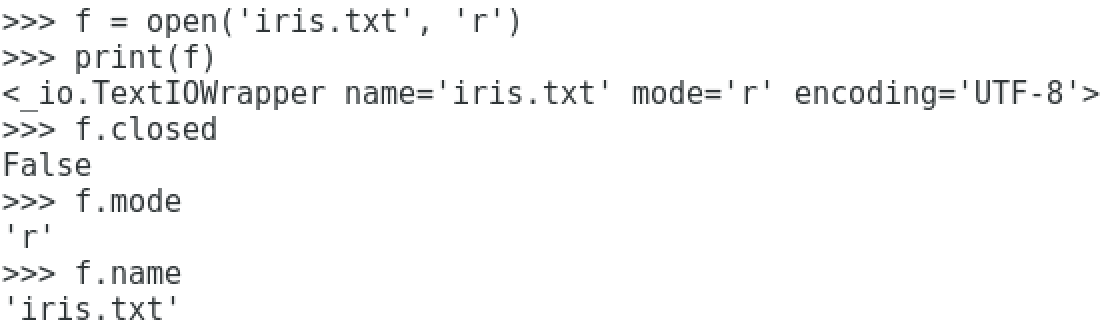 >>> f = open('iris.txt', 'r')
>>> print(f)
<_io.TextIOWrapper name='iris.txt' mode='r' encoding='UTF-8'>
>>> f.closed
False
>>> f.mode
'r'
>>> f.name
'iris.txt'